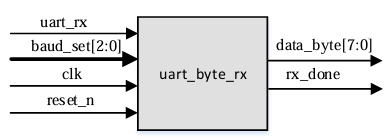 uart_rx
baud_set[2:0]
clk
reset_n
uart_byte_rx
data_byte[7:0]
rx_done